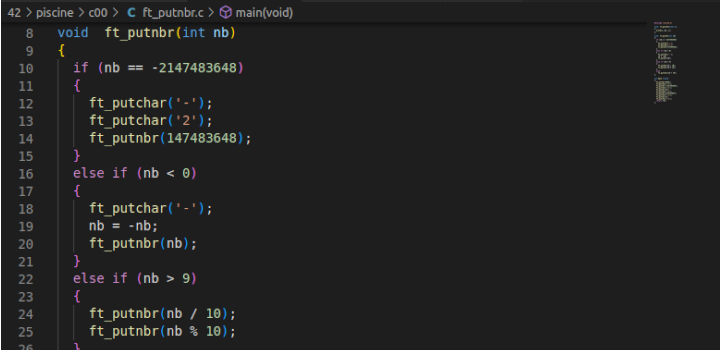 42 > piscine > c00 > C ft_putnbr.c > main(void)
8 void ft_putnbr(int nb)
9 {
10 if (nb == -2147483648)
11 {
12 ft_putchar('-');
13 ft_putchar('2');
14 ft_putnbr(147483648);
15 }
16 else if (nb < 0)
17 {
18 ft_putchar('-');
19 nb = -nb;
20 ft_putnbr(nb);
21 }
22 else if (nb > 9)
23 {
24 ft_putnbr(nb / 10);
25 ft_putnbr(nb % 10);
26 }